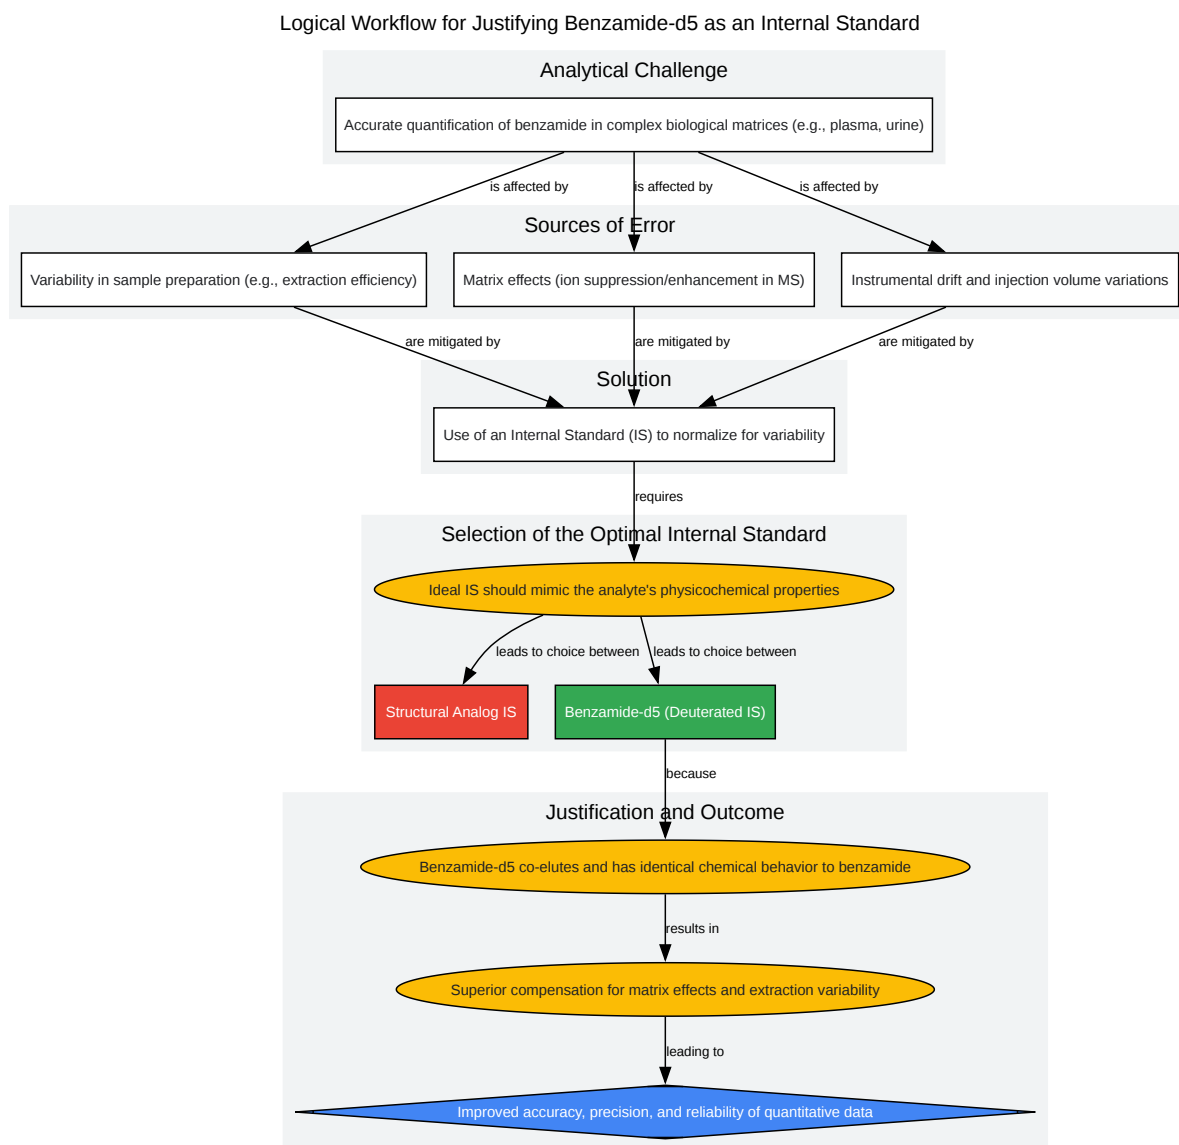 Logical Workflow for Justifying Benzamide-d5 as an Internal Standard
Analytical Challenge
Accurate quantification of benzamide in complex biological matrices (e.g., plasma, urine)
is affected by
is affected by
is affected by
Sources of Error
Variability in sample preparation (e.g., extraction efficiency)
Matrix effects (ion suppression/enhancement in MS)
Instrumental drift and injection volume variations
are mitigated by
are mitigated by
are mitigated by
Solution
Use of an Internal Standard (IS) to normalize for variability
requires
Selection of the Optimal Internal Standard
Ideal IS should mimic the analyte's physicochemical properties
leads to choice between
leads to choice between
Structural Analog IS
Benzamide-d5 (Deuterated IS)
because
Justification and Outcome
Benzamide-d5 co-elutes and has identical chemical behavior to benzamide
results in
Superior compensation for matrix effects and extraction variability
leading to
Improved accuracy, precision, and reliability of quantitative data